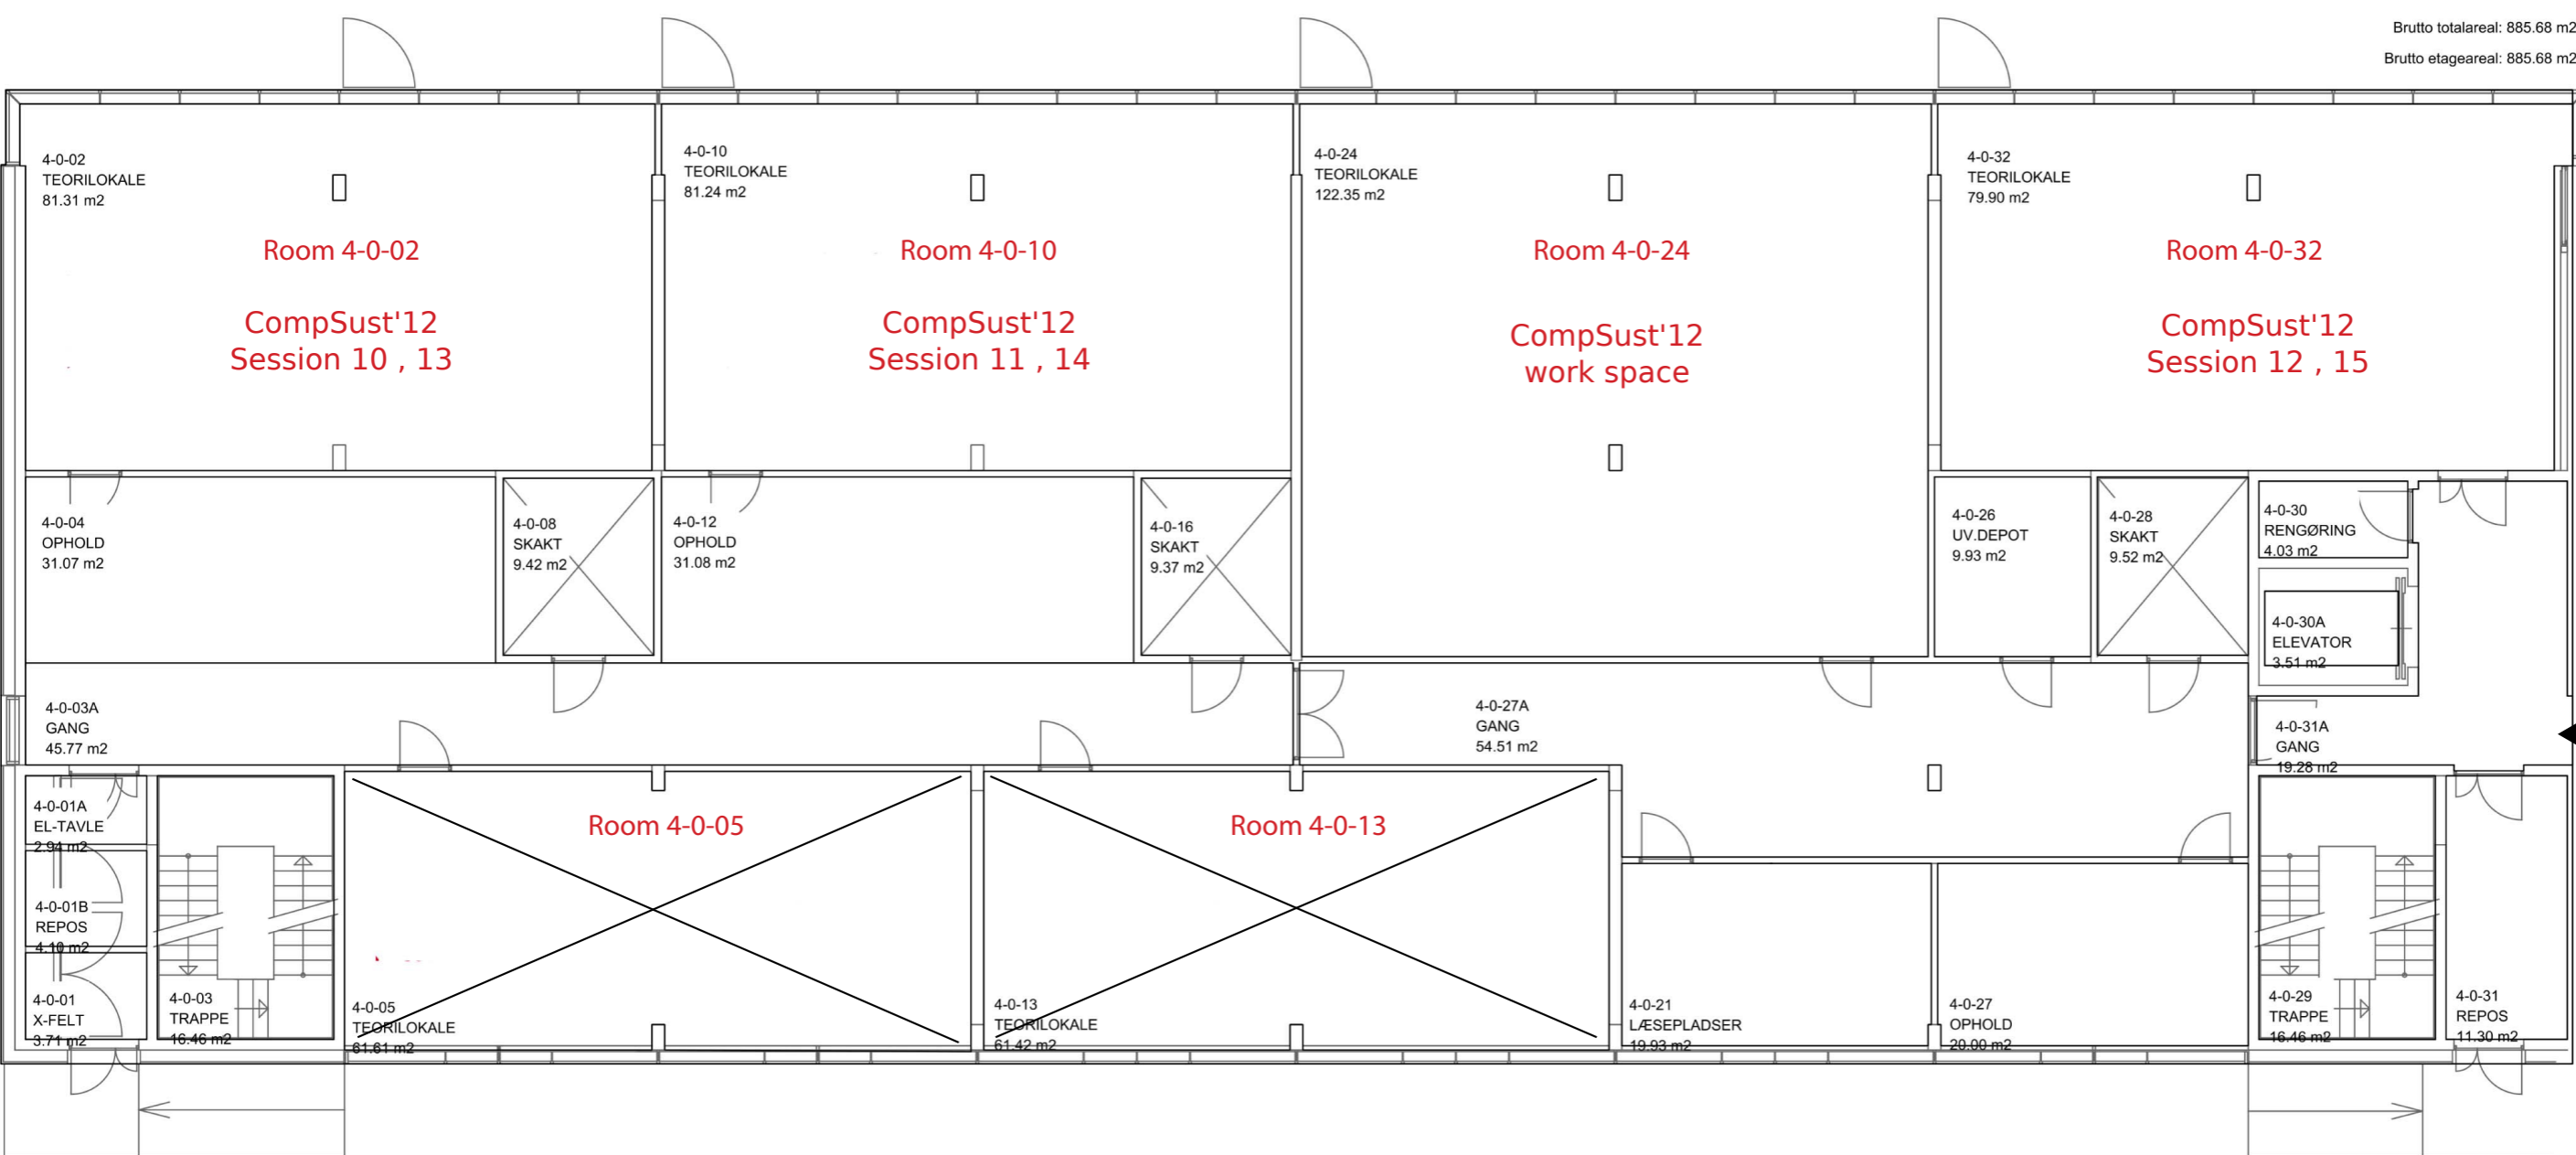 Brutto totalareal: 885.68 m2
Brutto etageareal: 885.68 m2
4-0-02
TEORILOKALE
81.31 m2
Room 4-0-02
CompSust'12
Session 10 , 13
4-0-10
TEORILOKALE
81.24 m2
Room 4-0-10
CompSust'12
Session 11 , 14
4-0-24
TEORILOKALE
122.35 m2
Room 4-0-24
CompSust'12
work space
4-0-32
TEORILOKALE
79.90 m2
Room 4-0-32
CompSust'12
Session 12 , 15
4-0-04
OPHOLD
31.07 m2
4-0-08
SKAKT
9.42 m2
4-0-12
OPHOLD
31.08 m2
4-0-16
SKAKT
9.37 m2
4-0-26
UV.DEPOT
9.93 m2
4-0-28
SKAKT
9.52 m2
4-0-30
RENGØRING
4.03 m2
4-0-30A
ELEVATOR
3.51 m2
4-0-03A
GANG
45.77 m2
4-0-27A
GANG
54.51 m2
4-0-31A
GANG
19.28 m2
4-0-01A
EL-TAVLE
2.94 m2
4-0-01B
REPOS
4.10 m2
4-0-01
X-FELT
3.71 m2
4-0-03
TRAPPE
16.46 m2
Room 4-0-05
4-0-05
TEORILOKALE
61.61 m2
Room 4-0-13
4-0-13
TEORILOKALE
61.42 m2
4-0-21
LÆSEPLADSER
19.93 m2
4-0-27
OPHOLD
20.00 m2
4-0-29
TRAPPE
16.46 m2
4-0-31
REPOS
11.30 m2